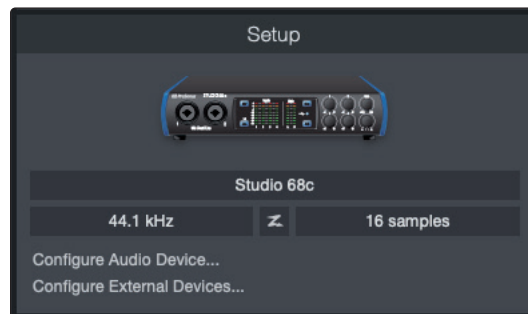 Setup
Studio 68c
44.1 kHz
16 samples
Configure Audio Device...
Configure External Devices...